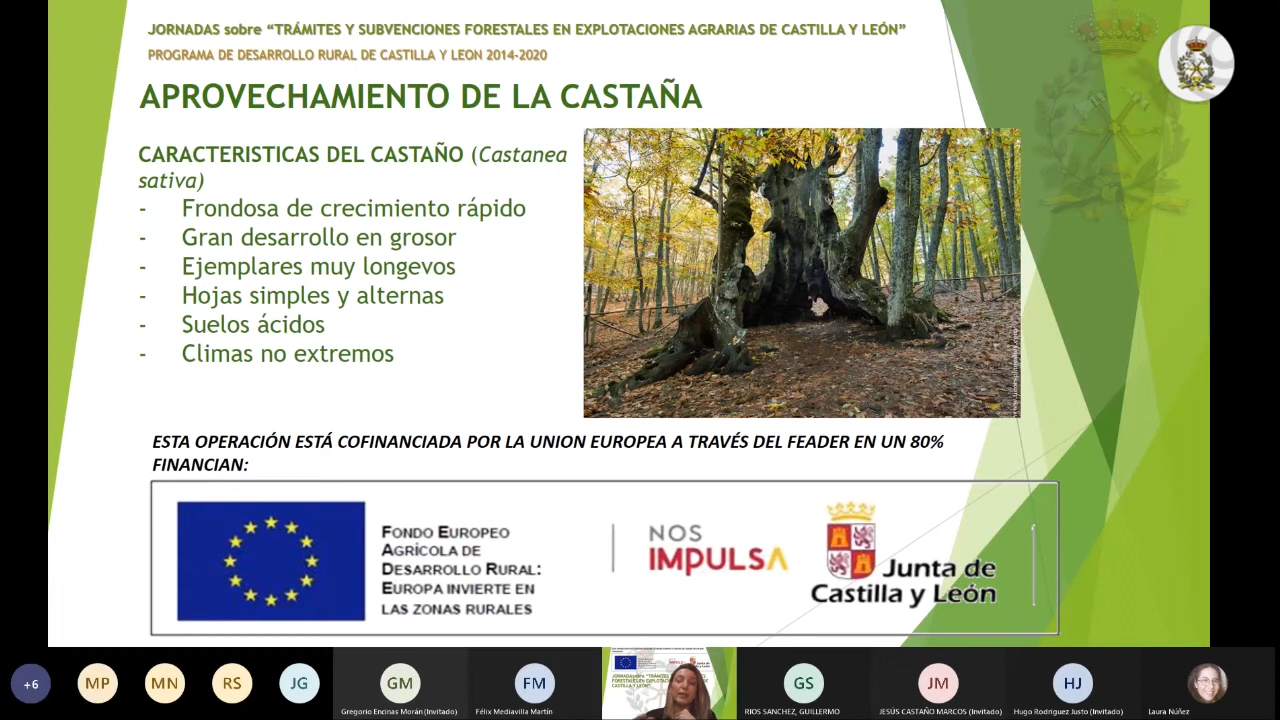 JORNADAS sobre “TRÁMITES Y SUBVENCIONES FORESTALES EN EXPLOTACIONES AGRARIAS DE CASTILLA Y LEÓN”
PROGRAMA DE DESARROLLO RURAL DE CASTILLA Y LEON 2014-2020
APROVECHAMIENTO DE LA CASTAÑA
CARACTERISTICAS DEL CASTAÑO (Castanea
sativa)
- Frondosa de crecimiento rápido
- Gran desarrollo en grosor
- Ejemplares muy longevos
- Hojas simples y alternas
- Suelos ácidos
- Climas no extremos
ESTA OPERACIÓN ESTÁ COFINANCIADA POR LA UNION EUROPEA A TRAVÉS DEL FEADER EN UN 80%
FINANCIAN:
FONDO EUROPEO
AGRÍCOLA DE
DESARROLLO RURAL:
EUROPA INVIERTE EN
LAS ZONAS RURALES
NOS
IMPULSA
Junta de
Castilla y León
+6
MP
MN
RS
JG
GM
Gregorio Encinas Morán (Invitado)
FM
Félix Mediavilla Martín
GS
RIOS SANCHEZ, GUILLERMO
JM
JESÚS CASTAÑO MARCOS (Invitado)
HJ
Hugo Rodríguez Justo (Invitado)
Laura Núñez